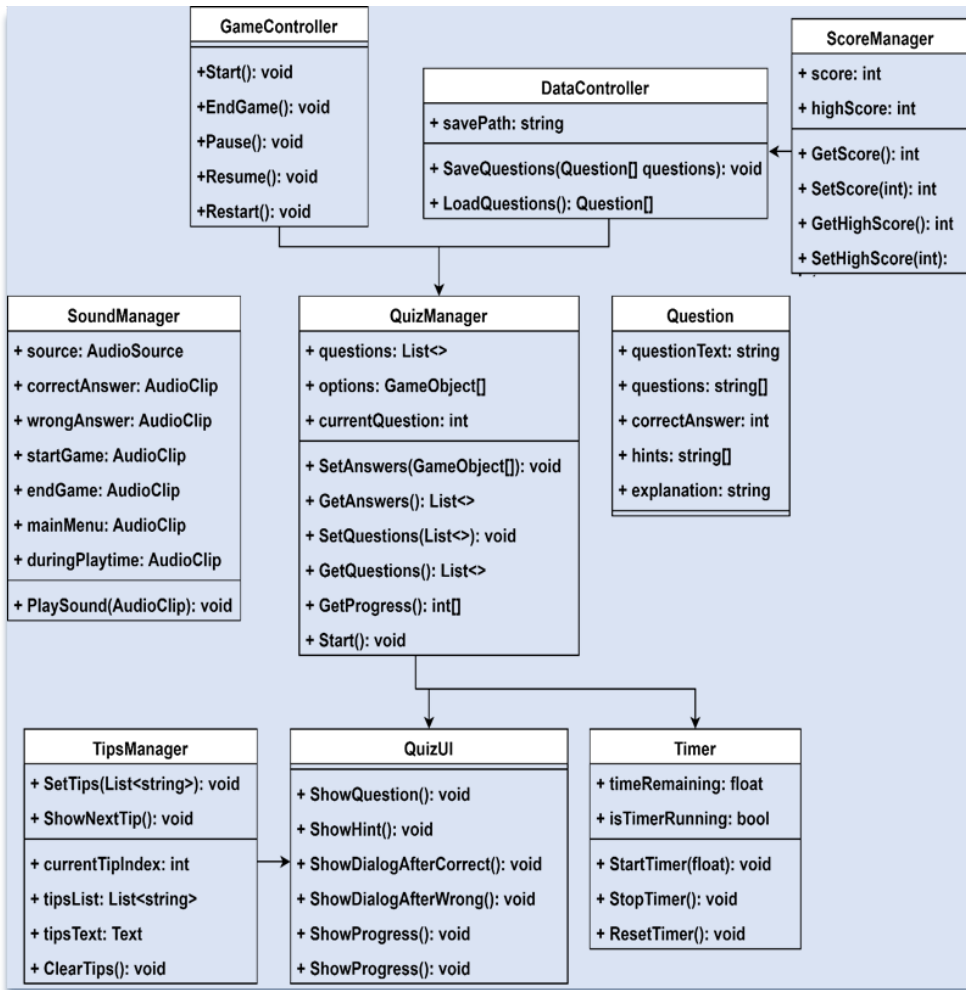 GameController
+Start(): void
+EndGame(): void
+Pause(): void
+Resume(): void
+Restart(): void
DataController
+ savePath: string
+ SaveQuestions(Question[] questions): void
+ LoadQuestions(): Question[]
ScoreManager
+ score: int
+ highScore: int
+ GetScore(): int
+ SetScore(int): int
+ GetHighScore(): int
+ SetHighScore(int):
SoundManager
+ source: AudioSource
+ correctAnswer: AudioClip
+ wrongAnswer: AudioClip
+ startGame: AudioClip
+ endGame: AudioClip
+ mainMenu: AudioClip
+ duringPlaytime: AudioClip
+ PlaySound(AudioClip): void
QuizManager
+ questions: List<>
+ options: GameObject[]
+ currentQuestion: int
+ SetAnswers(GameObject[]): void
+ GetAnswers(): List<>
+ SetQuestions(List<>): void
+ GetQuestions(): List<>
+ GetProgress(): int[]
+ Start(): void
Question
+ questionText: string
+ questions: string[]
+ correctAnswer: int
+ hints: string[]
+ explanation: string
TipsManager
+ SetTips(List<string>): void
+ ShowNextTip(): void
+ currentTipIndex: int
+ tipsList: List<string>
+ tipsText: Text
+ ClearTips(): void
QuizUI
+ ShowQuestion(): void
+ ShowHint(): void
+ ShowDialogAfterCorrect(): void
+ ShowDialogAfterWrong(): void
+ ShowProgress(): void
+ ShowProgress(): void
Timer
+ timeRemaining: float
+ isTimerRunning: bool
+ StartTimer(float): void
+ StopTimer(): void
+ ResetTimer(): void